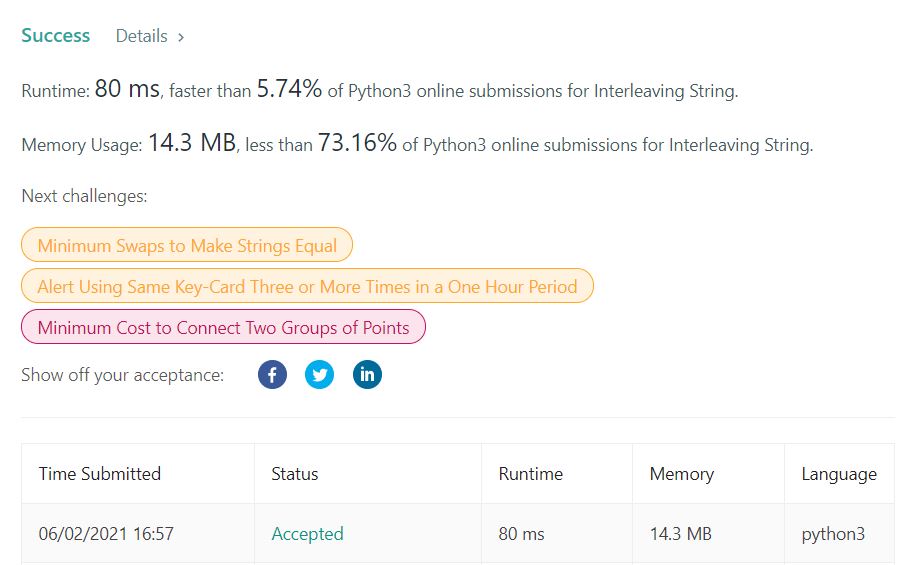 Success Details >
Runtime: 80 ms, faster than 5.74% of Python3 online submissions for Interleaving String.
Memory Usage: 14.3 MB, less than 73.16% of Python3 online submissions for Interleaving String.
Next challenges:
Minimum Swaps to Make Strings Equal
Alert Using Same Key-Card Three or More Times in a One Hour Period
Minimum Cost to Connect Two Groups of Points
Show off your acceptance: f in
Time Submitted Status Runtime Memory Language
06/02/2021 16:57 Accepted 80 ms 14.3 MB python3